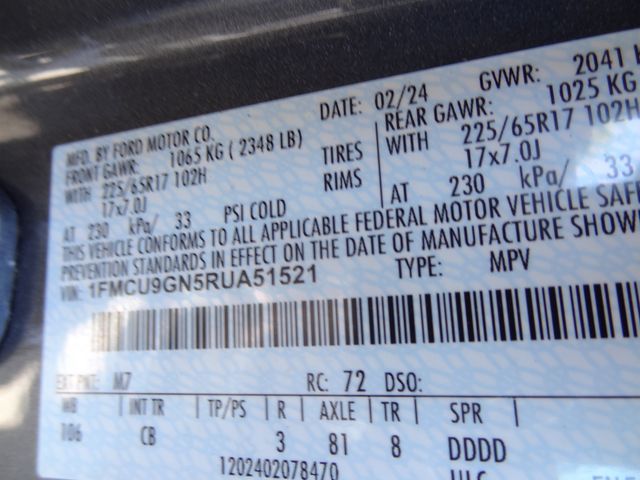 MFD. BY FORD MOTOR CO. DATE: 02/24 GVWR: 2041
FRONT GAWR: 1065 KG ( 2348 LB) REAR GAWR: 1025 KG
WITH 225/65R17 102H TIRES WITH 225/65R17 102H
17x7.0J RIMS 17x7.0J
AT 230 kPa/ 33 PSI COLD AT 230 kPa/ 33
THIS VEHICLE CONFORMS TO ALL APPLICABLE FEDERAL MOTOR VEHICLE SAFE
PREVENTION STANDARDS IN EFFECT ON THE DATE OF MANUFACTURE SHOWN
VIN: 1FMCU9GN5RUA51521 TYPE: MPV
EXT PNT: M7 RC: 72 DSO:
WB INT TR TP/PS R AXLE TR SPR
106 CB 3 81 8 DDDD
1202402078470